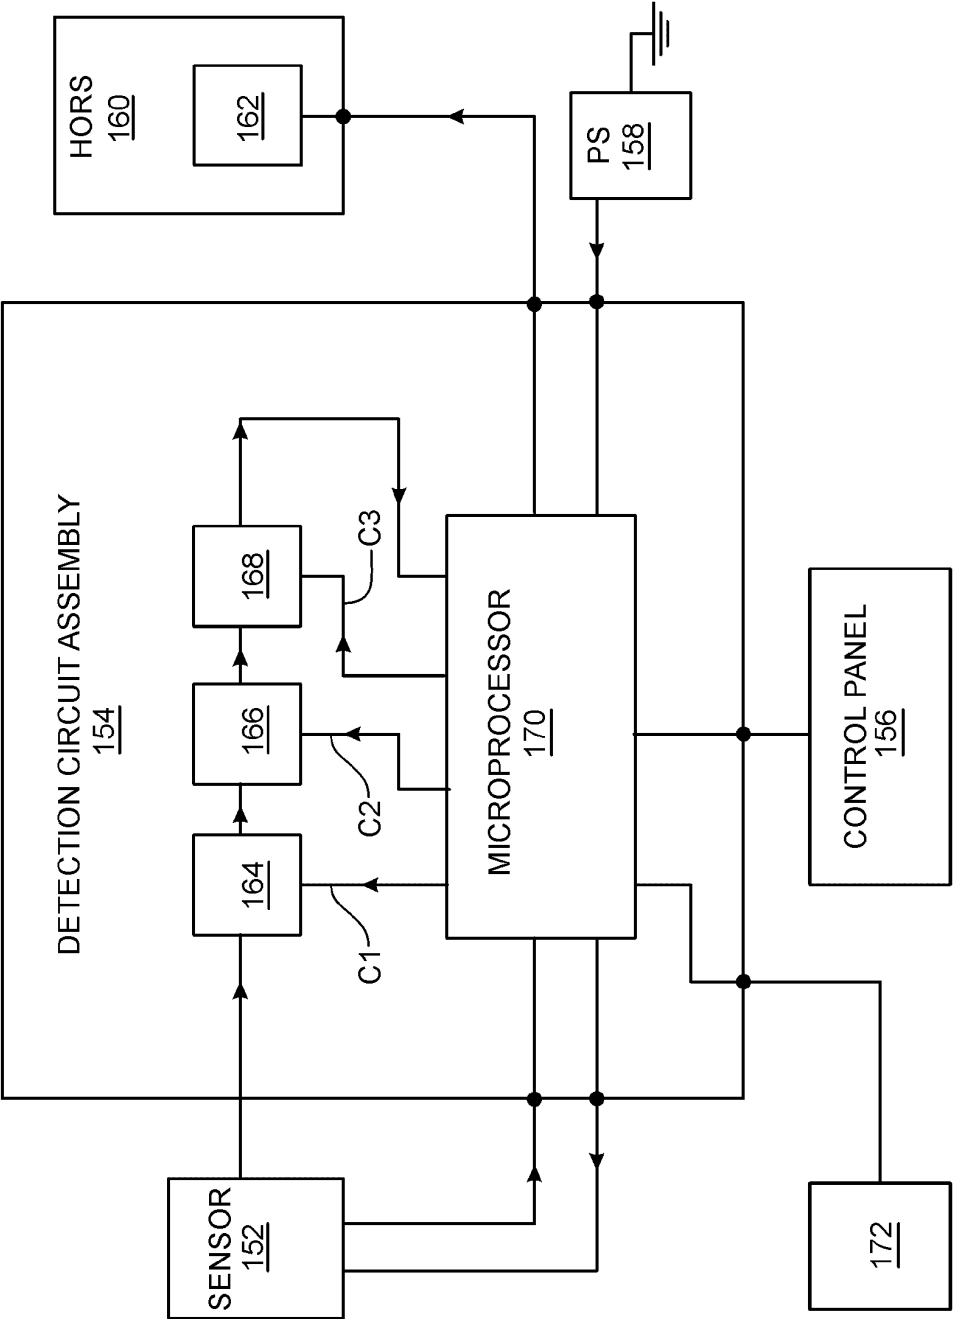 DETECTION CIRCUIT ASSEMBLY
154
HORS
160
162
SENSOR
152
164
166
168
C1
C2
C3
MICROPROCESSOR
170
PS
158
172
CONTROL PANEL
156